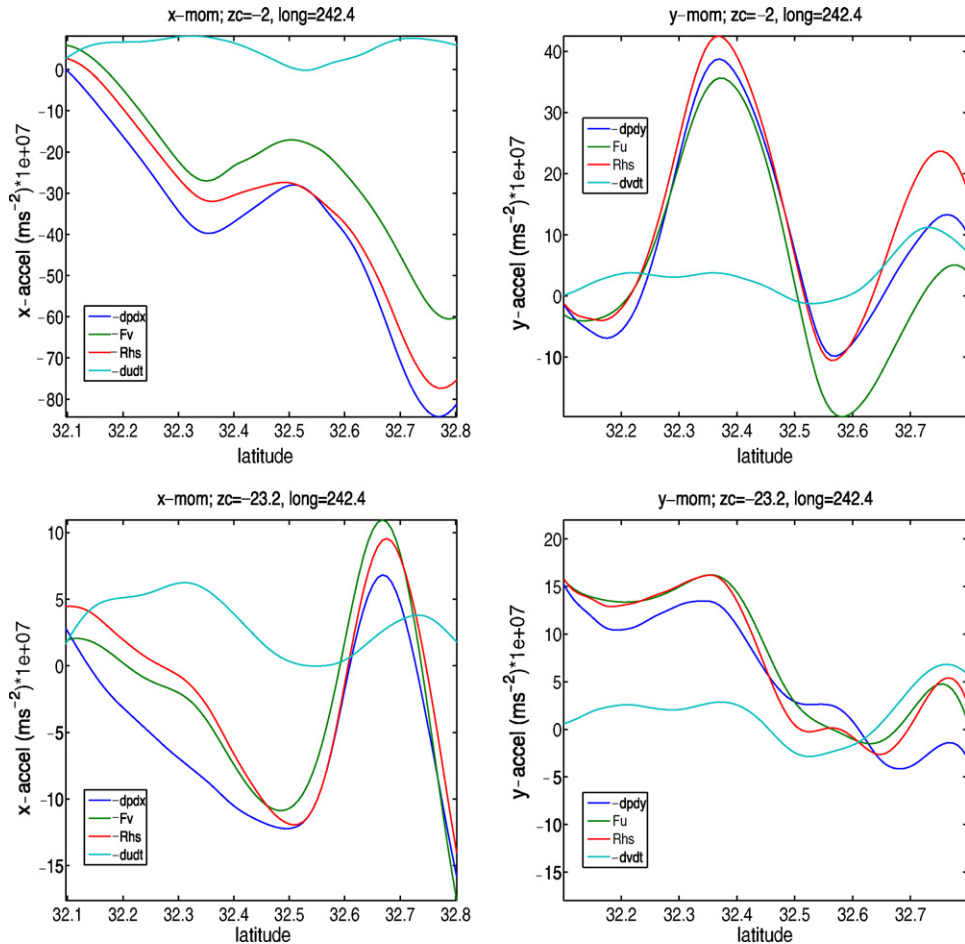 x-mom; zc=-2, long=242.4
x-accel (ms⁻²)*1e+07
0
-10
-20
-30
-40
-50
-60
-70
-80
-dpdx
-Fv
-Rhs
-dudt
32.1 32.2 32.3 32.4 32.5 32.6 32.7 32.8
latitude
y-mom; zc=-2, long=242.4
y-accel (ms⁻²)*1e+07
40
30
20
10
0
-10
-dpdy
Fu
Rhs
-dvdt
32.2 32.3 32.4 32.5 32.6 32.7
latitude
x-mom; zc=-23.2, long=242.4
x-accel (ms⁻²)*1e+07
10
5
0
-5
-10
-15
-dpdx
-Fv
-Rhs
-dudt
32.1 32.2 32.3 32.4 32.5 32.6 32.7 32.8
latitude
y-mom; zc=-23.2, long=242.4
y-accel (ms⁻²)*1e+07
20
15
10
5
0
-5
-10
-15
-dpdy
Fu
Rhs
-dvdt
32.2 32.3 32.4 32.5 32.6 32.7
latitude